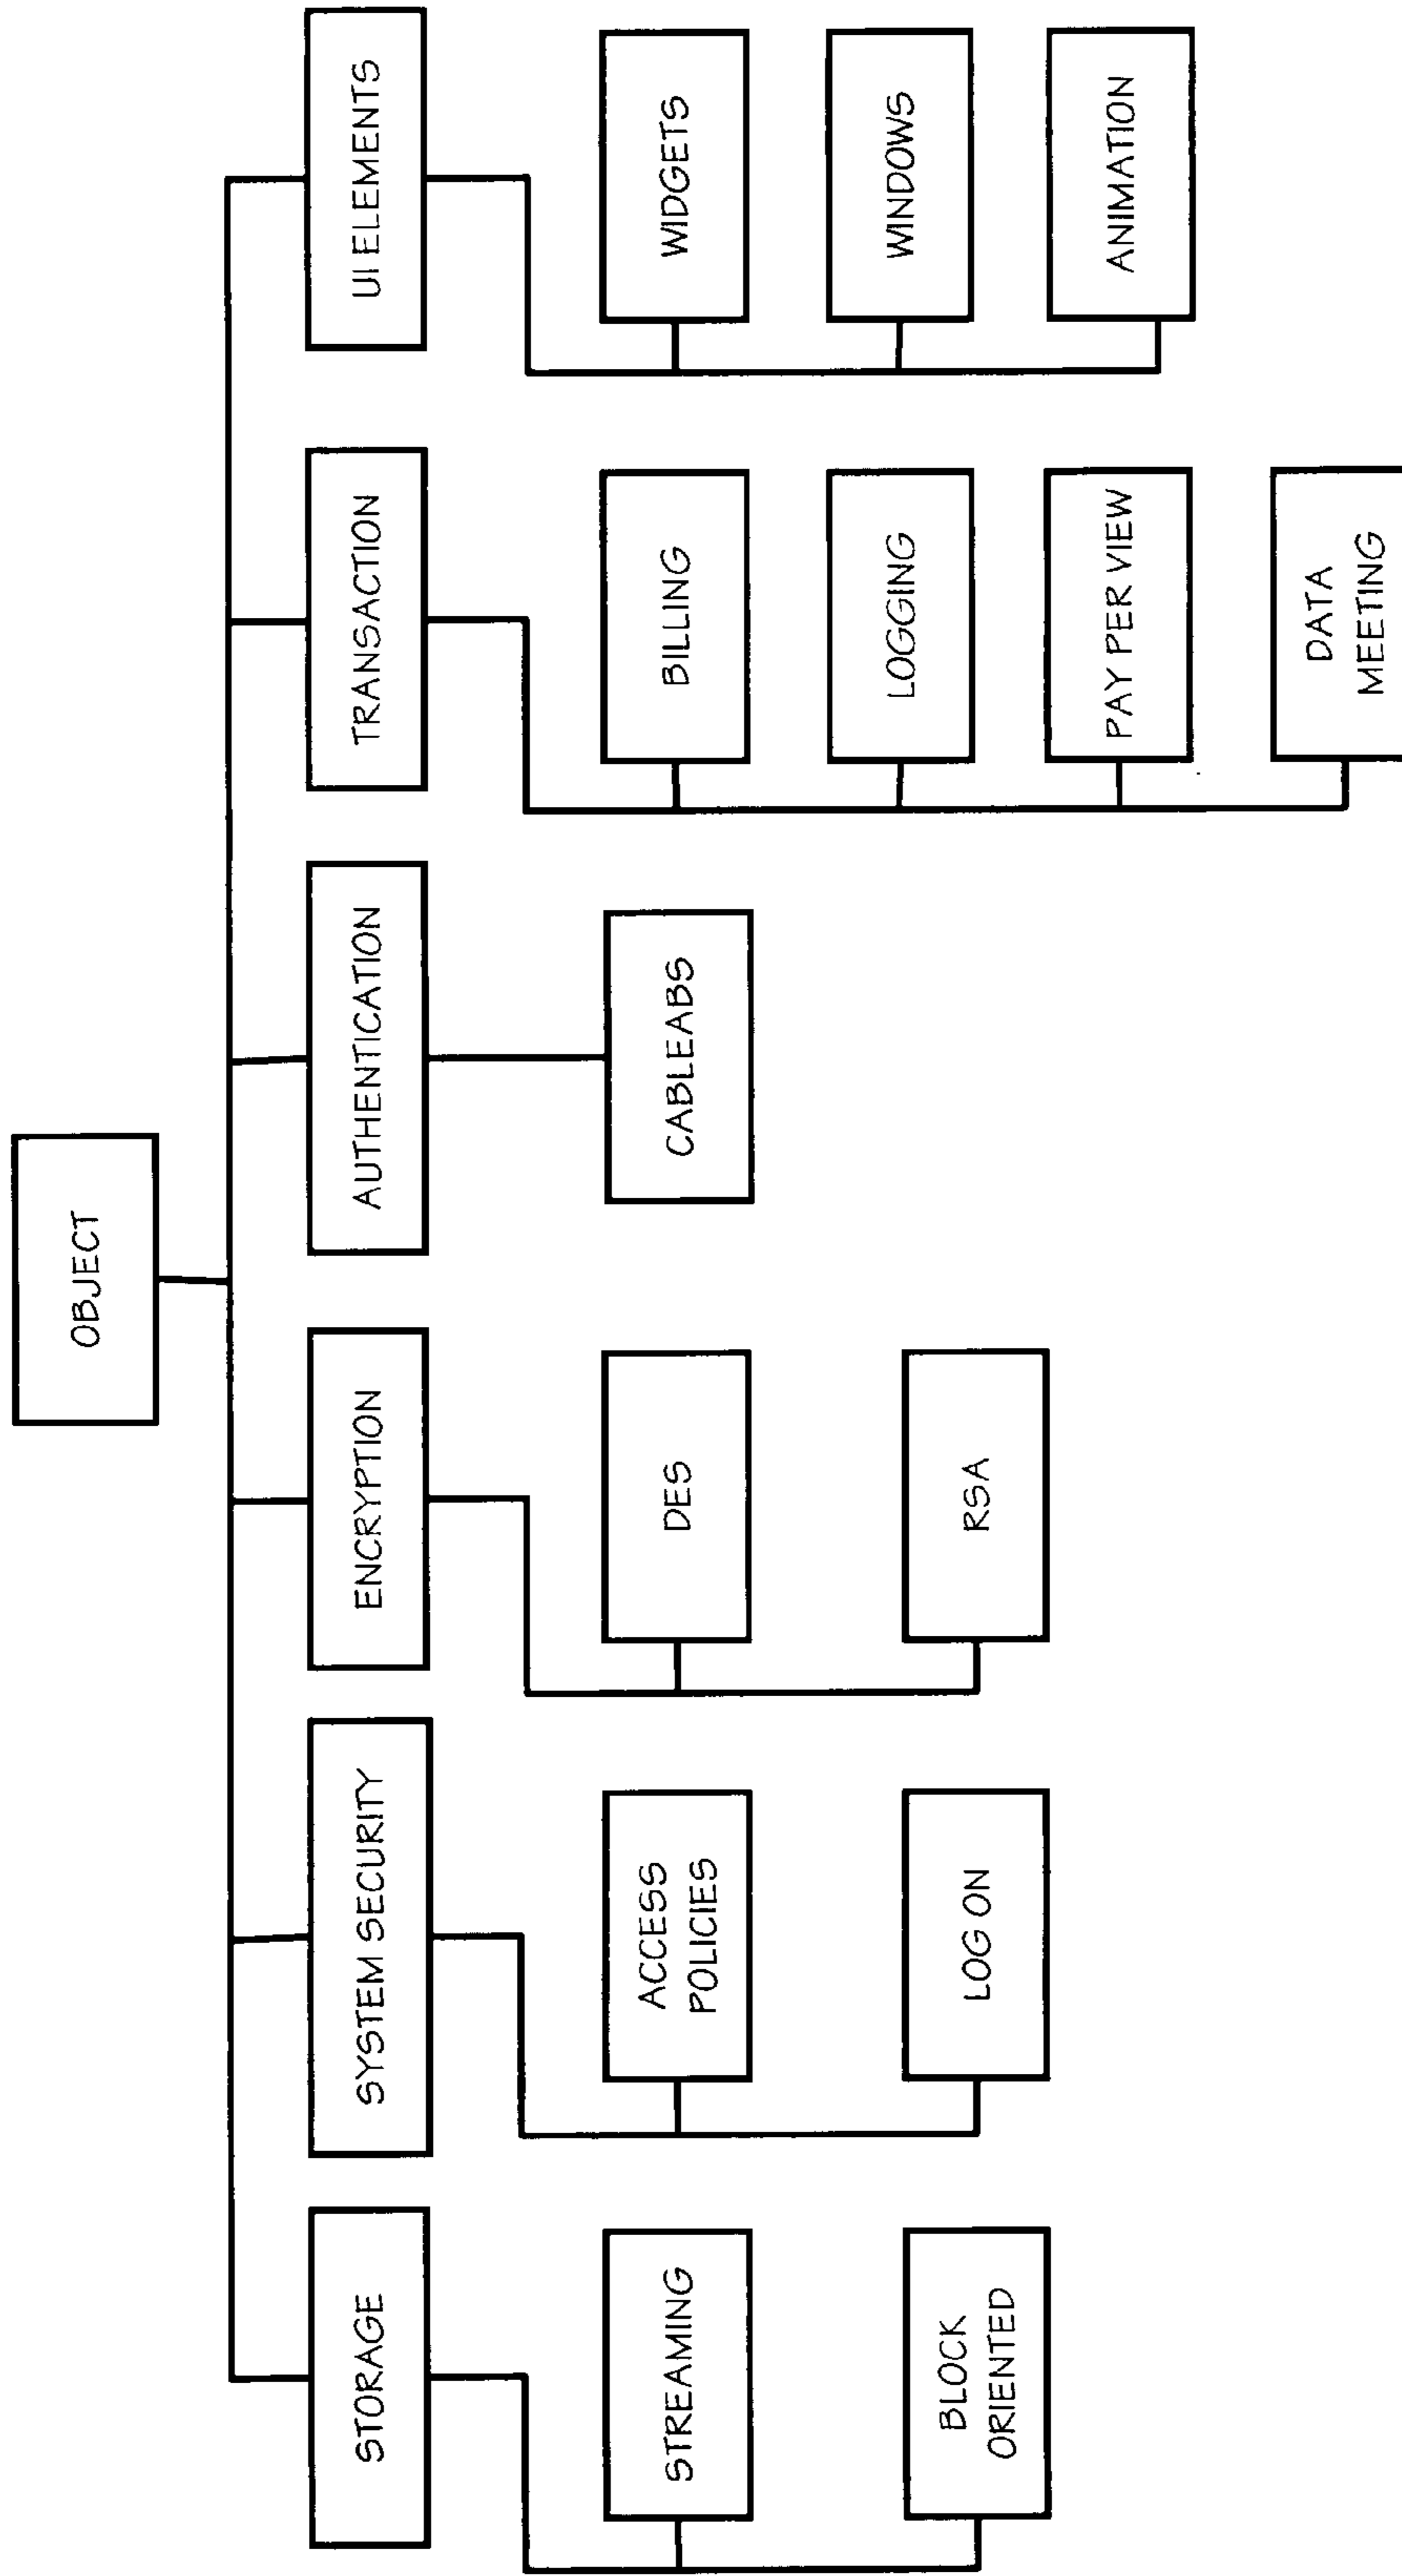 OBJECT
STORAGE
SYSTEM SECURITY
ENCRYPTION
AUTHENTICATION
TRANSACTION
UI ELEMENTS
STREAMING
ACCESS
POLICIES
DES
CABLEABS
BILLING
WIDGETS
LOGGING
WINDOWS
BLOCK
ORIENTED
LOG ON
RSA
PAY PER VIEW
ANIMATION
DATA
MEETING